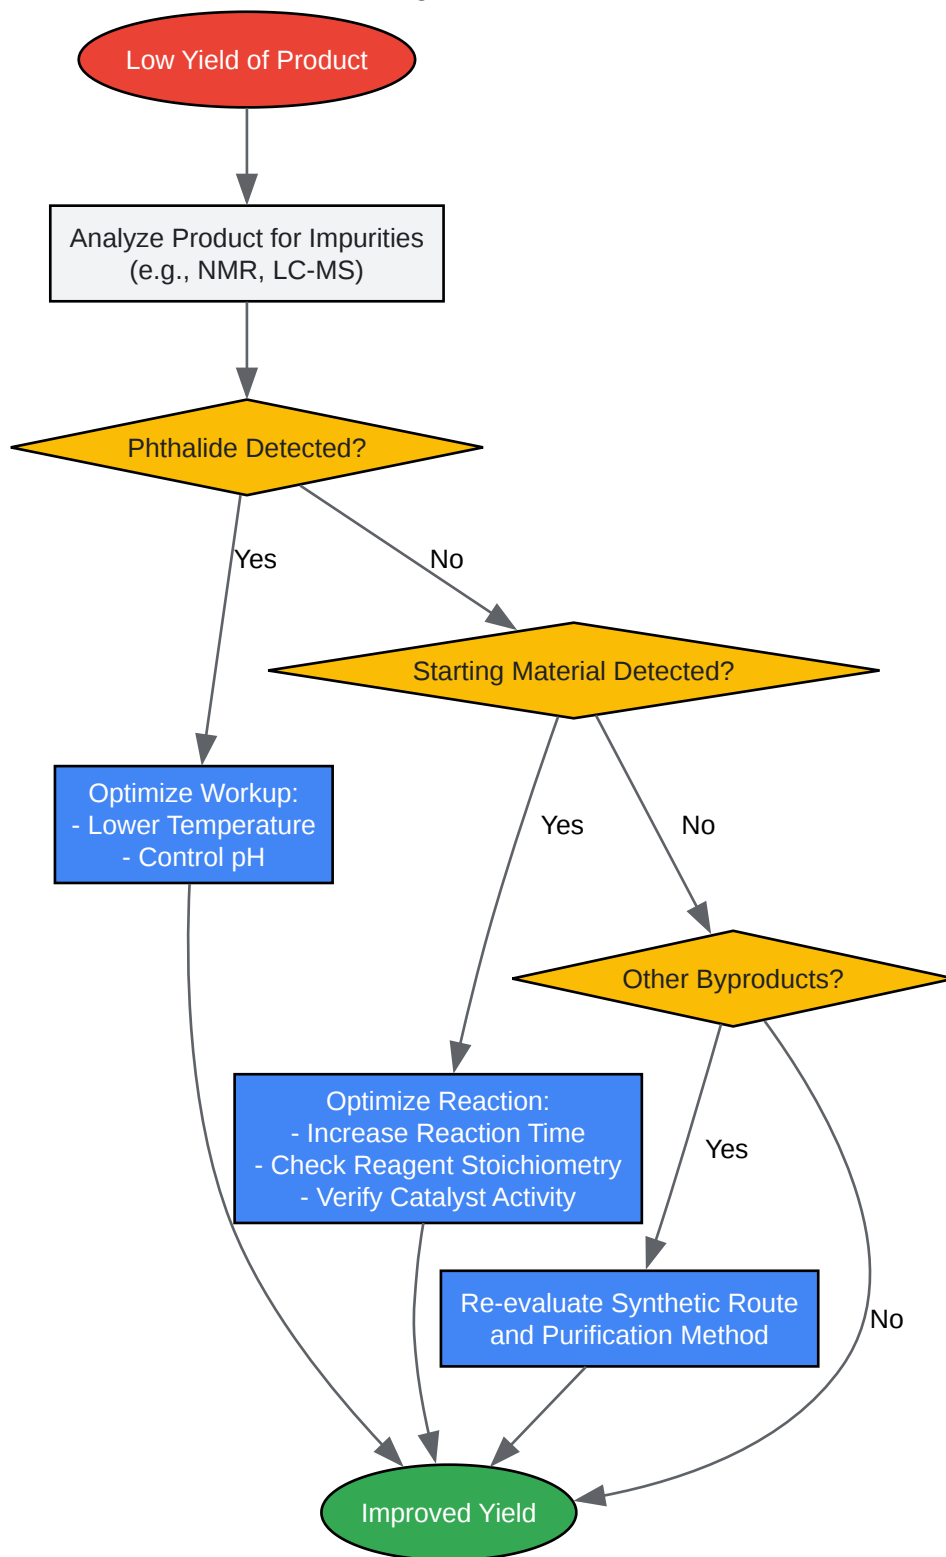 Low Yield of Product
Analyze Product for Impurities
(e.g., NMR, LC-MS)
Phthalide Detected?
Yes
No
Starting Material Detected?
Optimize Workup:
- Lower Temperature
- Control pH
Yes
No
Other Byproducts?
Optimize Reaction:
- Increase Reaction Time
- Check Reagent Stoichiometry
- Verify Catalyst Activity
Yes
Re-evaluate Synthetic Route
and Purification Method
No
Improved Yield